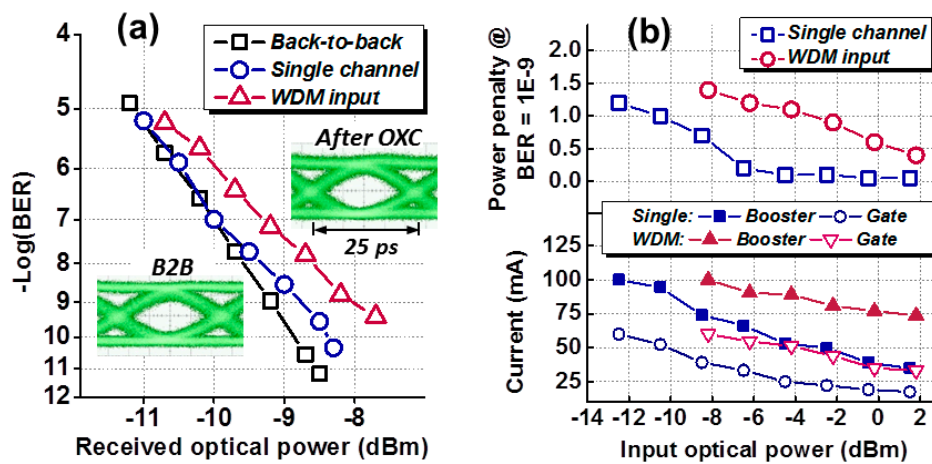 (a)
Back-to-back
Single channel
WDM input
After OXC
25 ps
B2B
-Log(BER)
4
5
6
7
8
9
10
11
12
-11 -10 -9 -8
Received optical power (dBm)
(b)
Single channel
WDM input
Power penalty @
BER = 1E-9
2.0
1.5
1.0
0.5
0.0
Single: Booster Gate
WDM: Booster Gate
Current (mA)
100
75
50
25
-14 -12 -10 -8 -6 -4 -2 0 2
Input optical power (dBm)